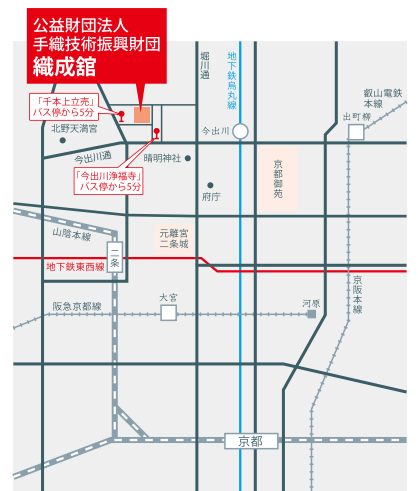 公益財団法人
手織技術振興財団
織成舘
堀川通
地下鉄烏丸線
叡山電鉄
本線
「千本上立売」
バス停から5分
出町柳
北野天満宮
今出川
今出川通
晴明神社
京都御苑
「今出川浄福寺」
バス停から5分
府庁
山陰本線
元離宮
二条城
二条
地下鉄東西線
京阪本線
大宮
河原
阪急京都線
京都